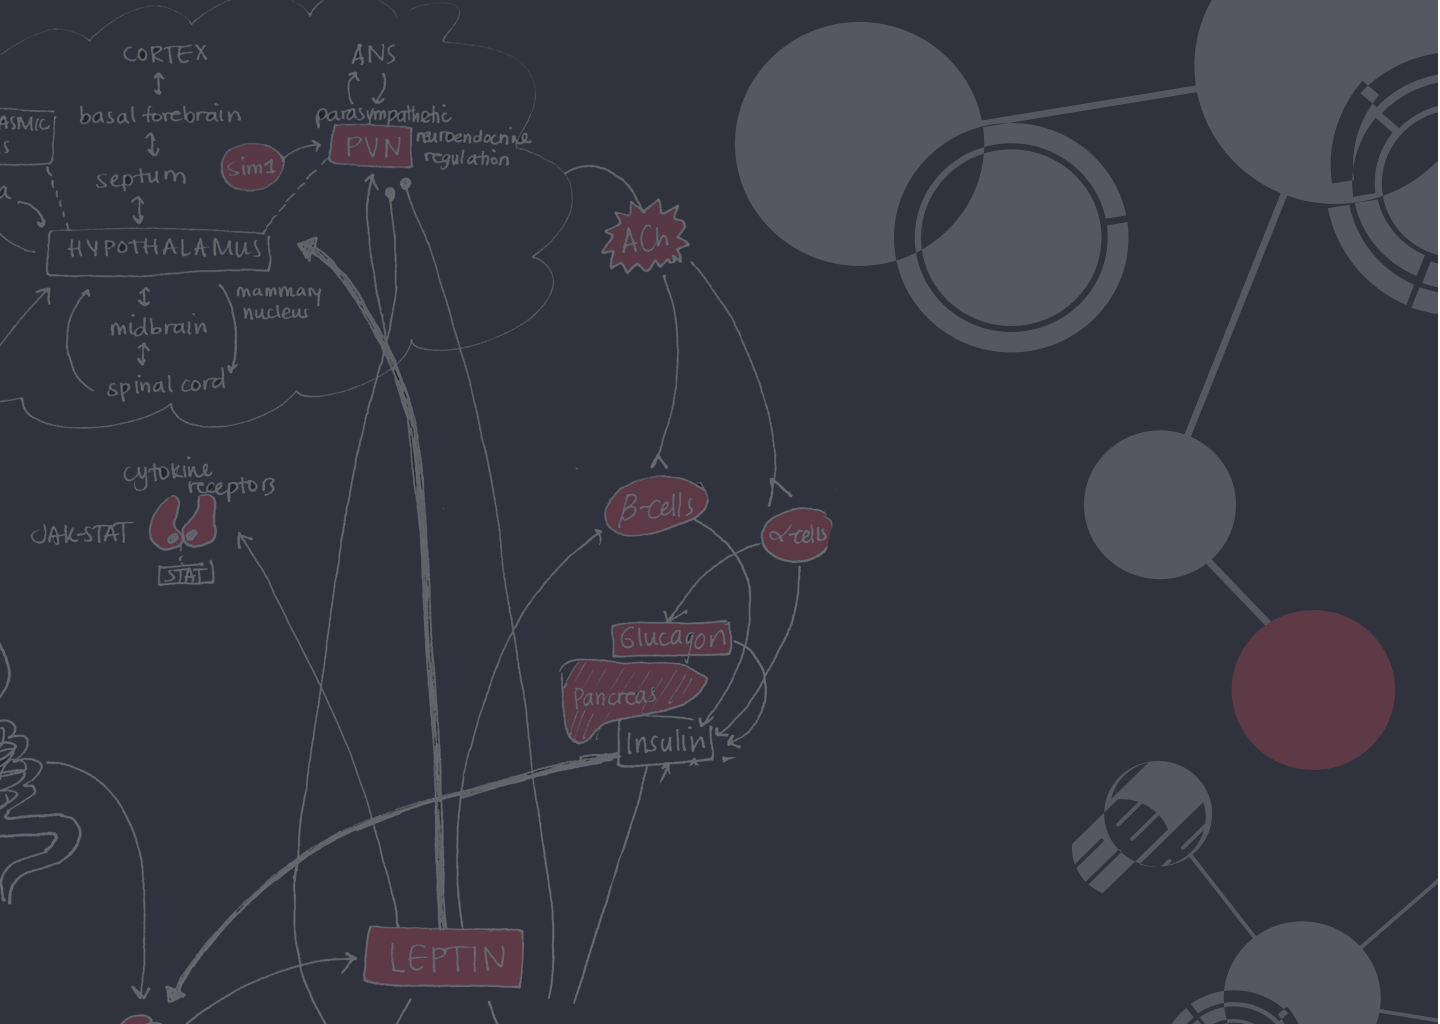 CORTEX
ANS
basal forebrain
parasympathetic
ASMIC
S
Sim1
PVN
neuroendocrine
regulation
septum
a
HYPOTHALAMUS
ACh
mammary
nucleus
midbrain
spinal cord
cytokine
receptors
JAK-STAT
STAT
β-cells
α-cells
Glucagon
Pancreas
Insulin
LEPTIN